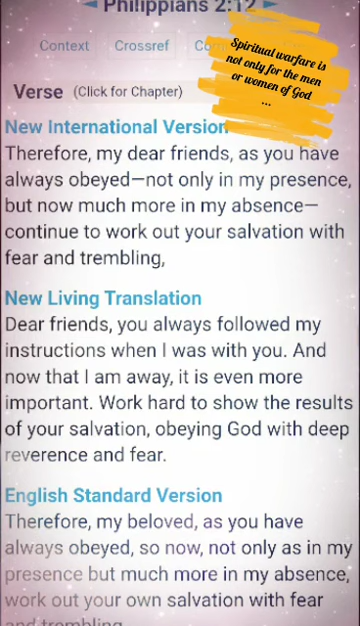 ◄ Philippians 2:12 ►
Context Crossref
Spiritual warfare is
not only for the men
or women of God
...
Verse (Click for Chapter)
New International Version
Therefore, my dear friends, as you have
always obeyed—not only in my presence,
but now much more in my absence—
continue to work out your salvation with
fear and trembling,
New Living Translation
Dear friends, you always followed my
instructions when I was with you. And
now that I am away, it is even more
important. Work hard to show the results
of your salvation, obeying God with deep
reverence and fear.
English Standard Version
Therefore, my beloved, as you have
always obeyed, so now, not only as in my
presence but much more in my absence,
work out your own salvation with fear
and trembling